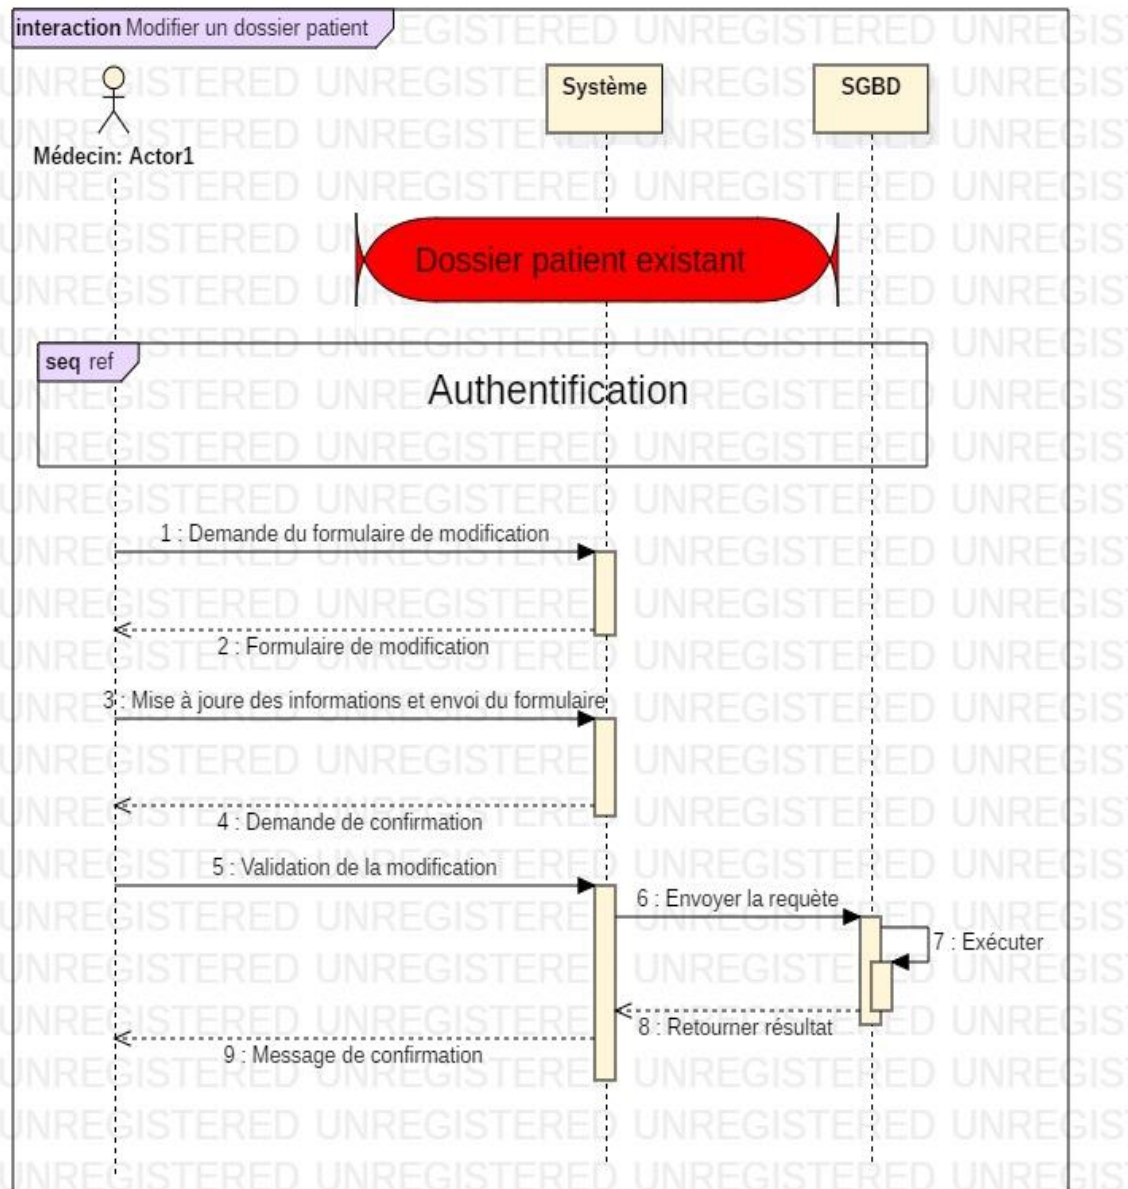 interaction Modifier un dossier patient
Système
SGBD
Médecin: Actor1
Dossier patient existant
seq ref
Authentification
1 : Demande du formulaire de modification
2 : Formulaire de modification
3 : Mise à joure des informations et envoi du formulaire
4 : Demande de confirmation
5 : Validation de la modification
6 : Envoyer la requète
7 : Exécuter
8 : Retourner résultat
9 : Message de confirmation
UNREGISTERED